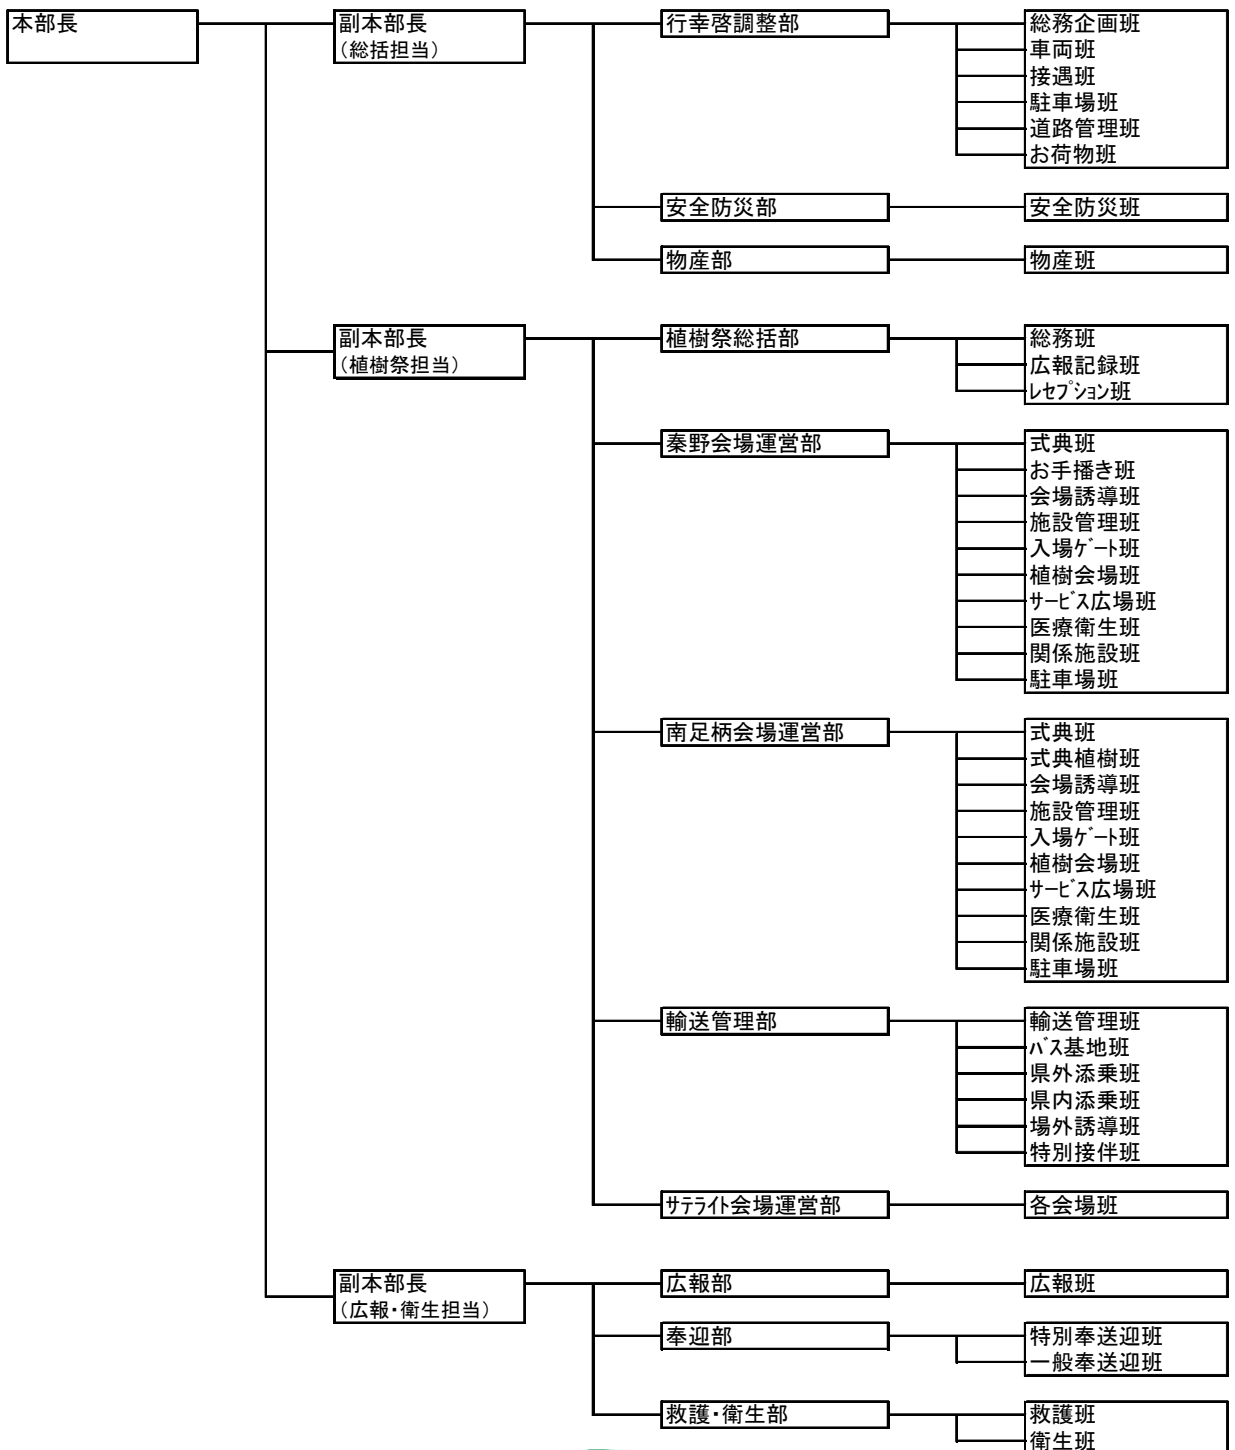 本部長
副本部長
（総括担当）
行幸啓調整部
総務企画班
車両班
接遇班
駐車場班
道路管理班
お荷物班
安全防災部
安全防災班
物産部
物産班
副本部長
（植樹祭担当）
植樹祭総括部
総務班
広報記録班
ﾚｾﾌﾟｼｮﾝ班
秦野会場運営部
式典班
お手播き班
会場誘導班
施設管理班
入場ｹﾞｰﾄ班
植樹会場班
ｻｰﾋﾞｽ広場班
医療衛生班
関係施設班
駐車場班
南足柄会場運営部
式典班
式典植樹班
会場誘導班
施設管理班
入場ｹﾞｰﾄ班
植樹会場班
ｻｰﾋﾞｽ広場班
医療衛生班
関係施設班
駐車場班
輸送管理部
輸送管理班
ﾊﾞｽ基地班
県外添乗班
県内添乗班
場外誘導班
特別接伴班
ｻﾃﾗｲﾄ会場運営部
各会場班
副本部長
（広報・衛生担当）
広報部
広報班
奉迎部
特別奉送迎班
一般奉送迎班
救護・衛生部
救護班
衛生班